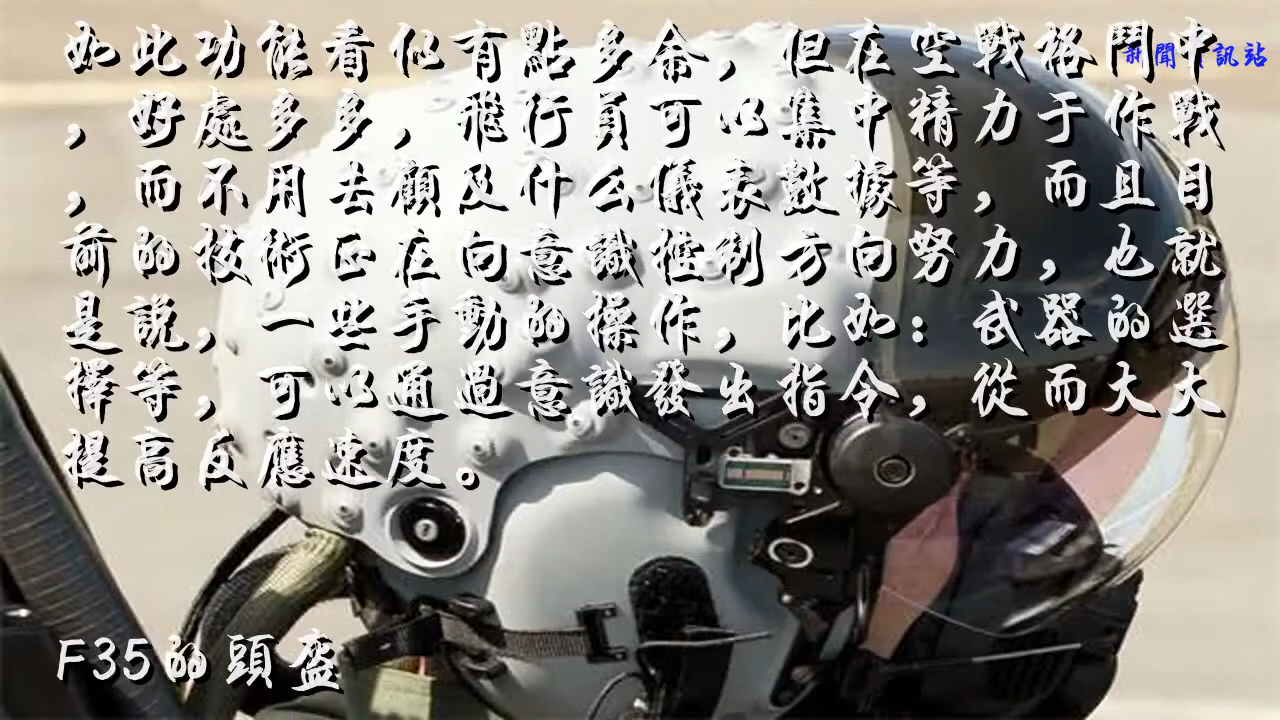 如此功能看似有點多余，但在空戰格鬥中
，好處多多，飛行員可以集中精力于作戰
，而不用去顧及什么儀表數據等，而且目
前的技術正在向意識控制方向努力，也就
是說，一些手動的操作，比如：武器的選
擇等，可以通過意識發出指令，從而大大
提高反應速度。
新聞 訊站
F35的頭盔